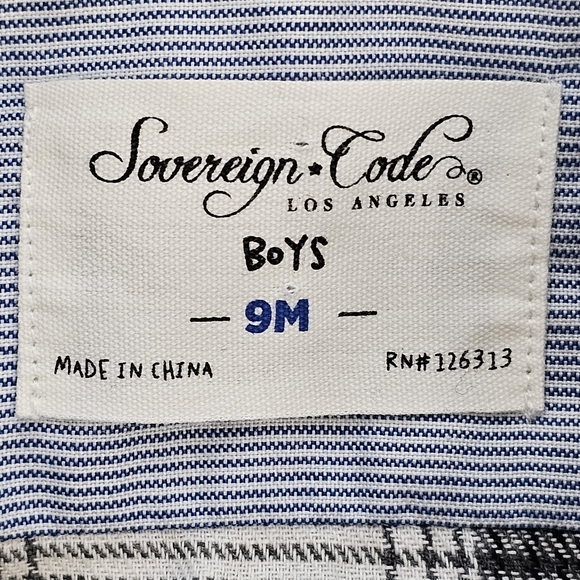 Sovereign★Code®
LOS ANGELES
BOYS
— 9M —
MADE IN CHINA
RN#126313